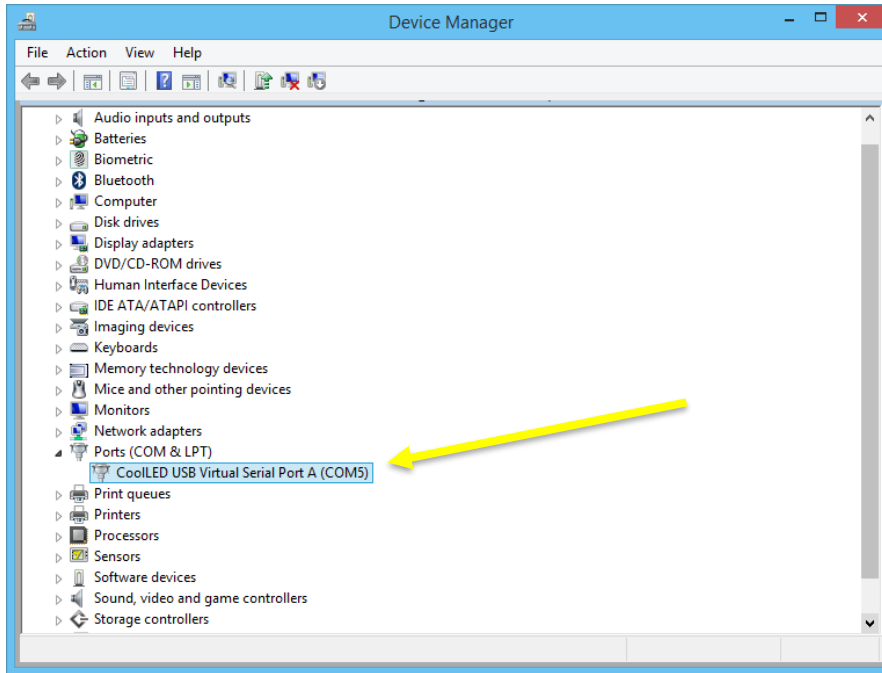 Device Manager
File Action View Help
Audio inputs and outputs
Batteries
Biometric
Bluetooth
Computer
Disk drives
Display adapters
DVD/CD-ROM drives
Human Interface Devices
IDE ATA/ATAPI controllers
Imaging devices
Keyboards
Memory technology devices
Mice and other pointing devices
Monitors
Network adapters
Ports (COM & LPT)
CoolLED USB Virtual Serial Port A (COM5)
Print queues
Printers
Processors
Sensors
Software devices
Sound, video and game controllers
Storage controllers